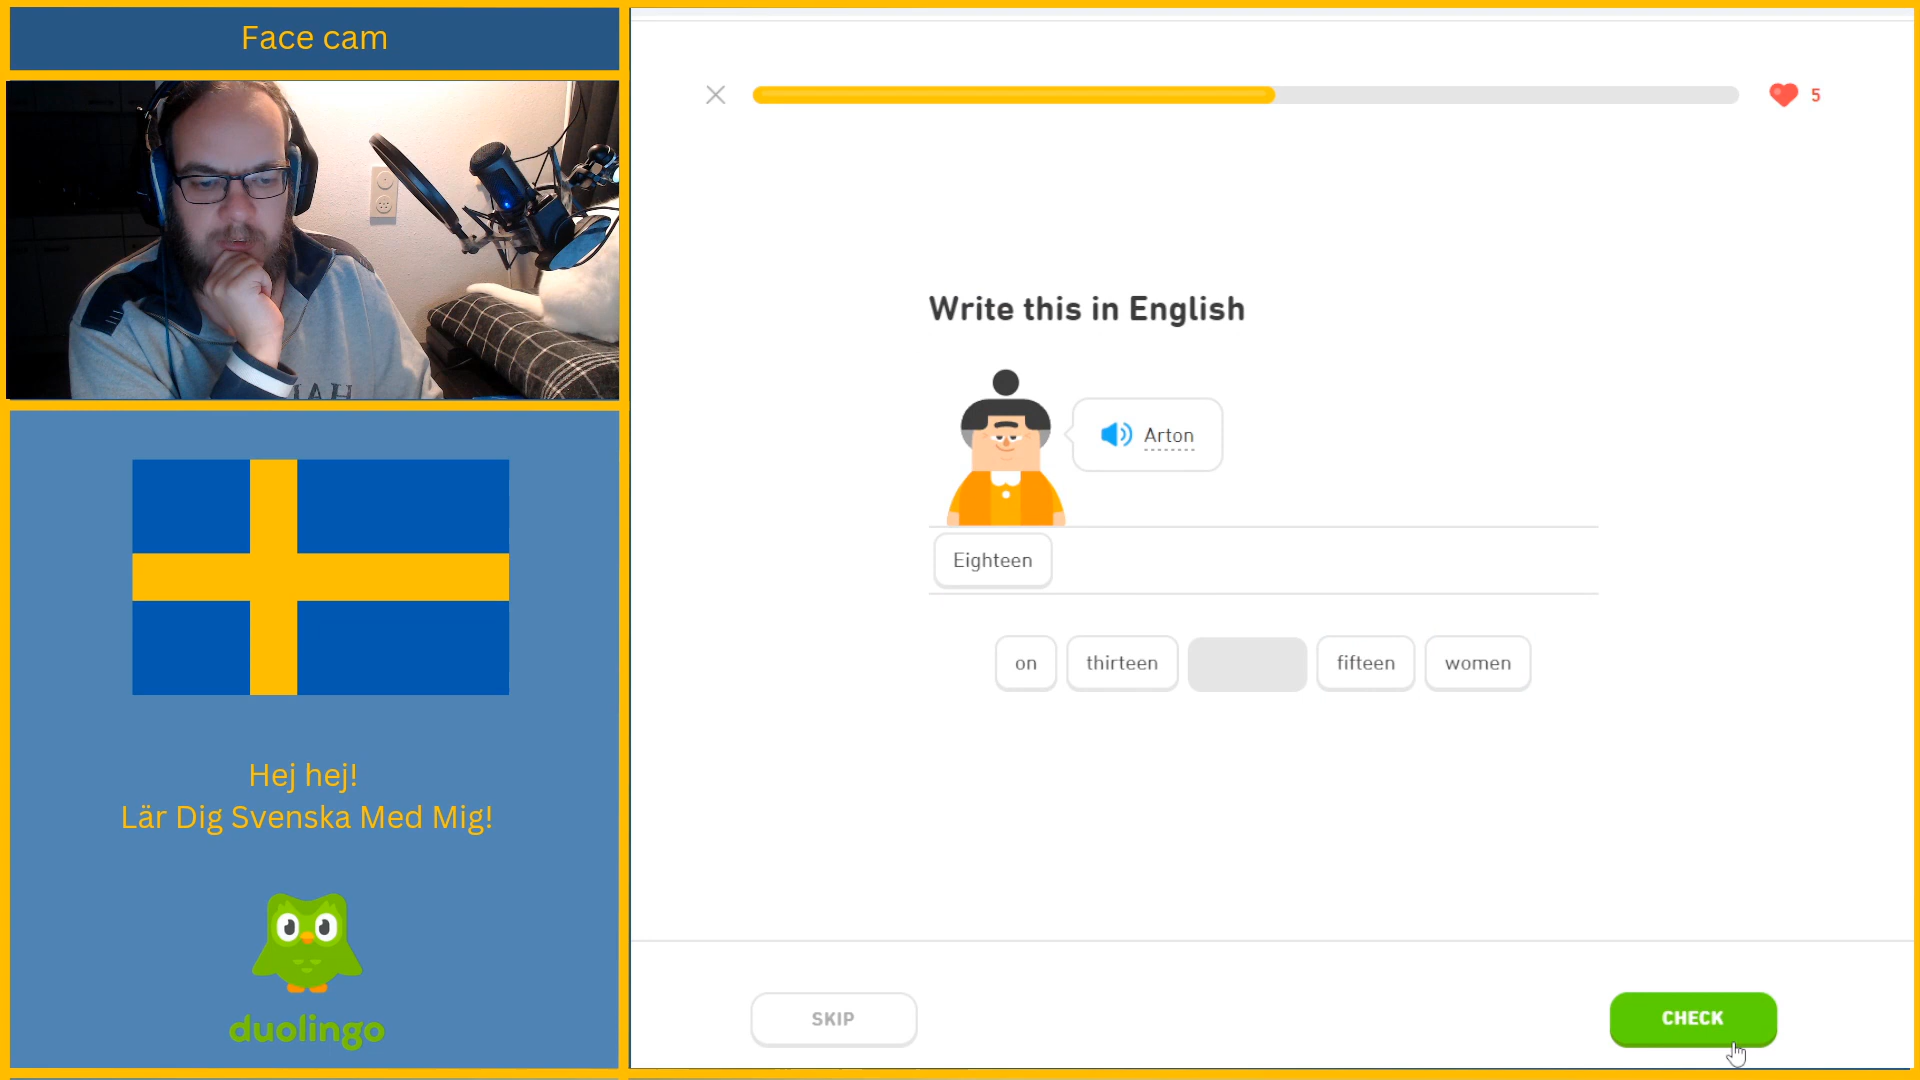 Face cam
5
Write this in English
Arton
Eighteen
on
thirteen
fifteen
women
SKIP
CHECK
Hej hej!
Lär Dig Svenska Med Mig!
duolingo